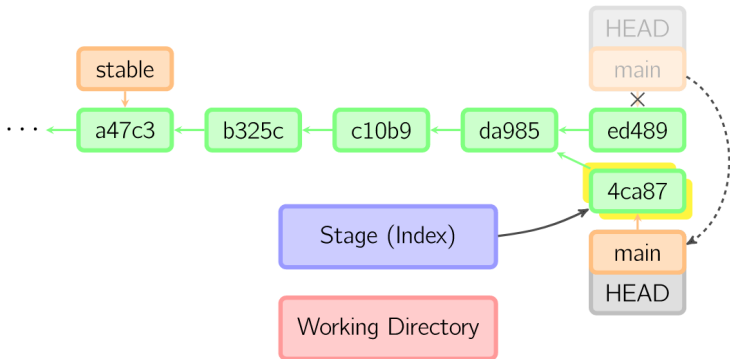 HEAD
main
stable
· · ·
a47c3
b325c
c10b9
da985
ed489
4ca87
Stage (Index)
main
HEAD
Working Directory